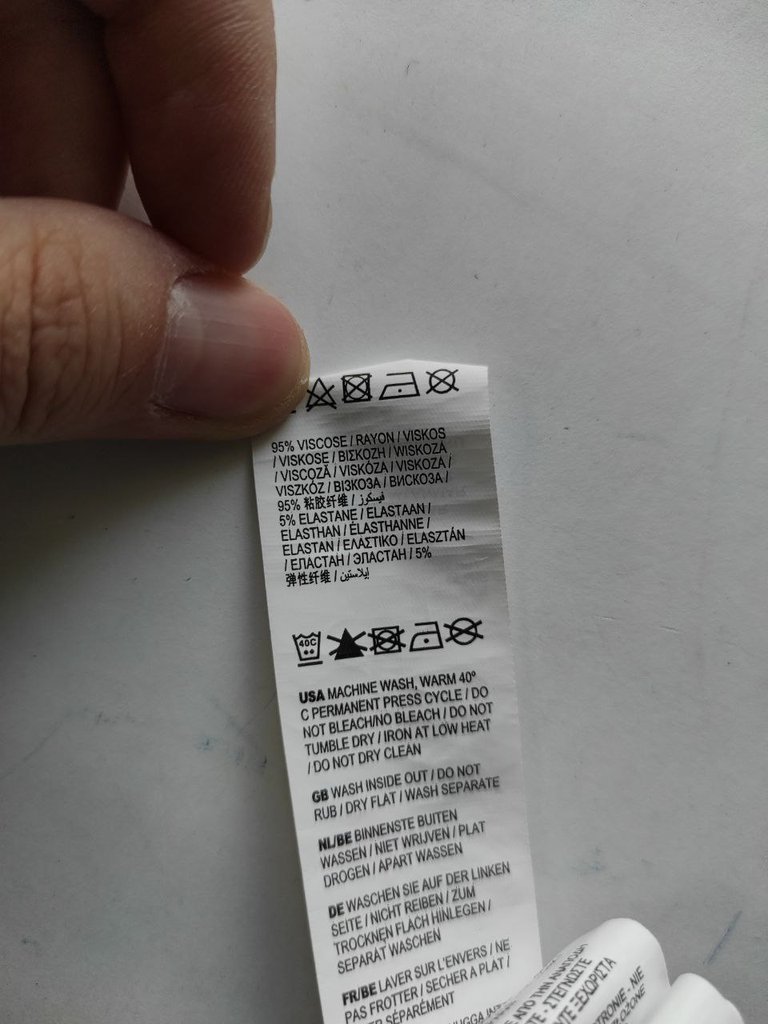 95% VISCOSE / RAYON / VISKOS
/ VISKOSE / ΒΙΣΚΟΖΗ / WISKOZA
/ VISCOZĂ / VISKÓZA / VISKOZA /
VISZKÓZ / ВІЗКОЗА / ВИСКОЗА /
95% 粘胶纤维 / فيسكوز
5% ELASTANE / ELASTAAN /
ELASTHAN / ÉLASTHANNE /
ELASTAN / ΕΛΑΣΤΙΚΟ / ELASZTÁN
/ ЕЛАСТАН / ЭЛАСТАН / 5%
弹性纤维 / إيلاستين
40C
USA MACHINE WASH, WARM 40º
C PERMANENT PRESS CYCLE / DO
NOT BLEACH/NO BLEACH / DO NOT
TUMBLE DRY / IRON AT LOW HEAT
/ DO NOT DRY CLEAN
GB WASH INSIDE OUT / DO NOT
RUB / DRY FLAT / WASH SEPARATE
NL/BE BINNENSTE BUITEN
WASSEN / NIET WRIJVEN / PLAT
DROGEN / APART WASSEN
DE WASCHEN SIE AUF DER LINKEN
SEITE / NICHT REIBEN / ZUM
TROCKNEN FLACH HINLEGEN /
SEPARAT WASCHEN
FR/BE LAVER SUR L'ENVERS / NE
PAS FROTTER / SECHER A PLAT /
SÉPARÉMENT